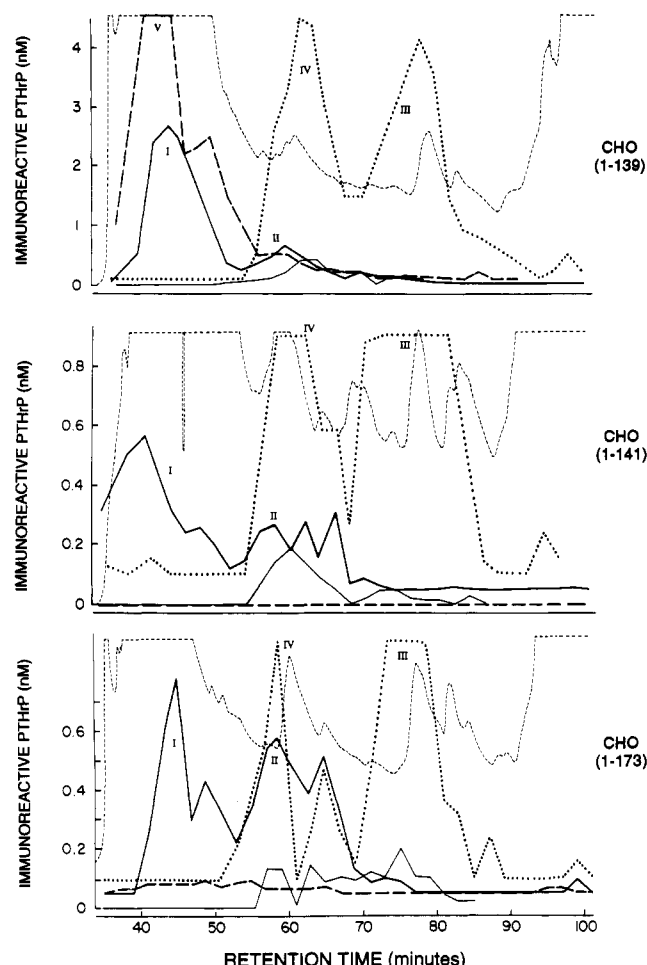 IMMUNOREACTIVE PTHrP (nM)
4
3
2
1
0
V
I
II
IV
III
CHO
(1-139)
IMMUNOREACTIVE PTHrP (nM)
0.8
0.6
0.4
0.2
0
I
II
IV
III
CHO
(1-141)
IMMUNOREACTIVE PTHrP (nM)
0.6
0.4
0.2
0
I
II
IV
III
CHO
(1-173)
40 50 60 70 80 90 100
RETENTION TIME (minutes)